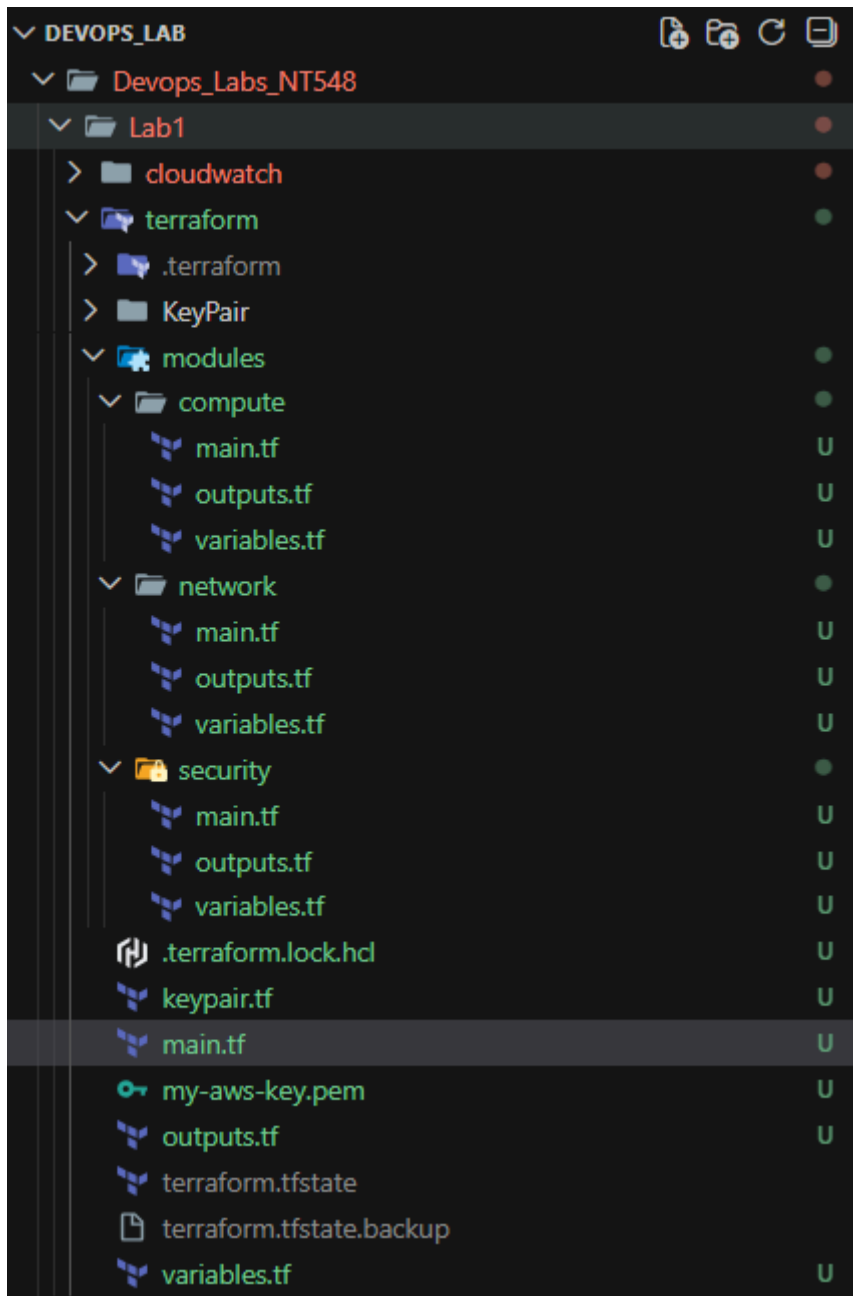 DEVOPS_LAB
Devops_Labs_NT548
Lab1
cloudwatch
terraform
.terraform
KeyPair
modules
compute
main.tf U
outputs.tf U
variables.tf U
network
main.tf U
outputs.tf U
variables.tf U
security
main.tf U
outputs.tf U
variables.tf U
.terraform.lock.hcl U
keypair.tf U
main.tf U
my-aws-key.pem U
outputs.tf U
terraform.tfstate
terraform.tfstate.backup
variables.tf U